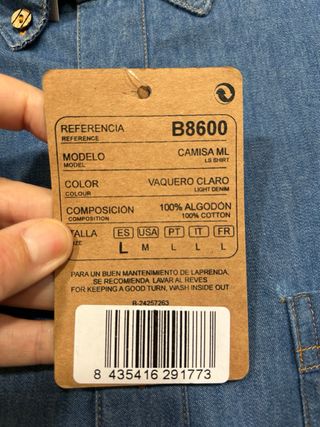 REFERENCIA B8600
REFERENCE
MODELO CAMISA ML
MODEL LS SHIRT
COLOR VAQUERO CLARO
COLOUR LIGHT DENIM
COMPOSICIÓN 100% ALGODÓN
COMPOSITION 100% COTTON
TALLA ES USA PT IT FR
SIZE L M L L L
PARA UN BUEN MANTENIMIENTO DE LAPRENDA,
SE RECOMIENDA LAVAR AL REVES
FOR KEEPING A GOOD TURN, WASH INSIDE OUT
R-24257263
8 435416 291773